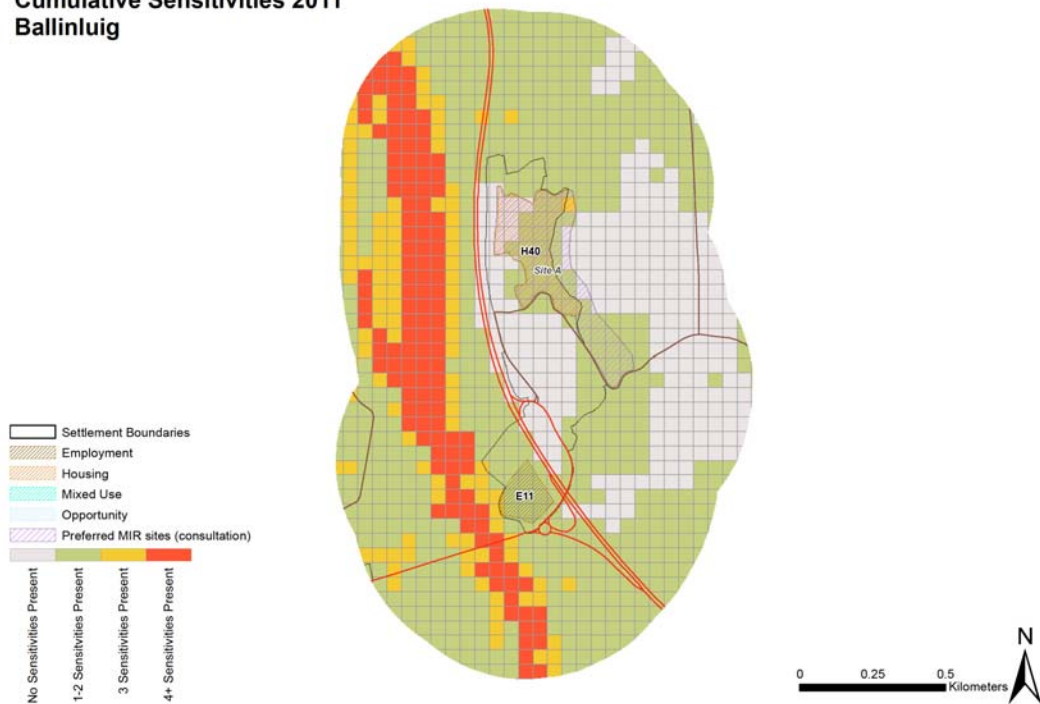 Cumulative Sensitivities 2011
Ballinluig
H40
Site A
E11
Settlement Boundaries
Employment
Housing
Mixed Use
Opportunity
Preferred MIR sites (consultation)
No Sensitivities Present
1-2 Sensitivities Present
3 Sensitivities Present
4+ Sensitivities Present
N
0 0.25 0.5
Kilometers